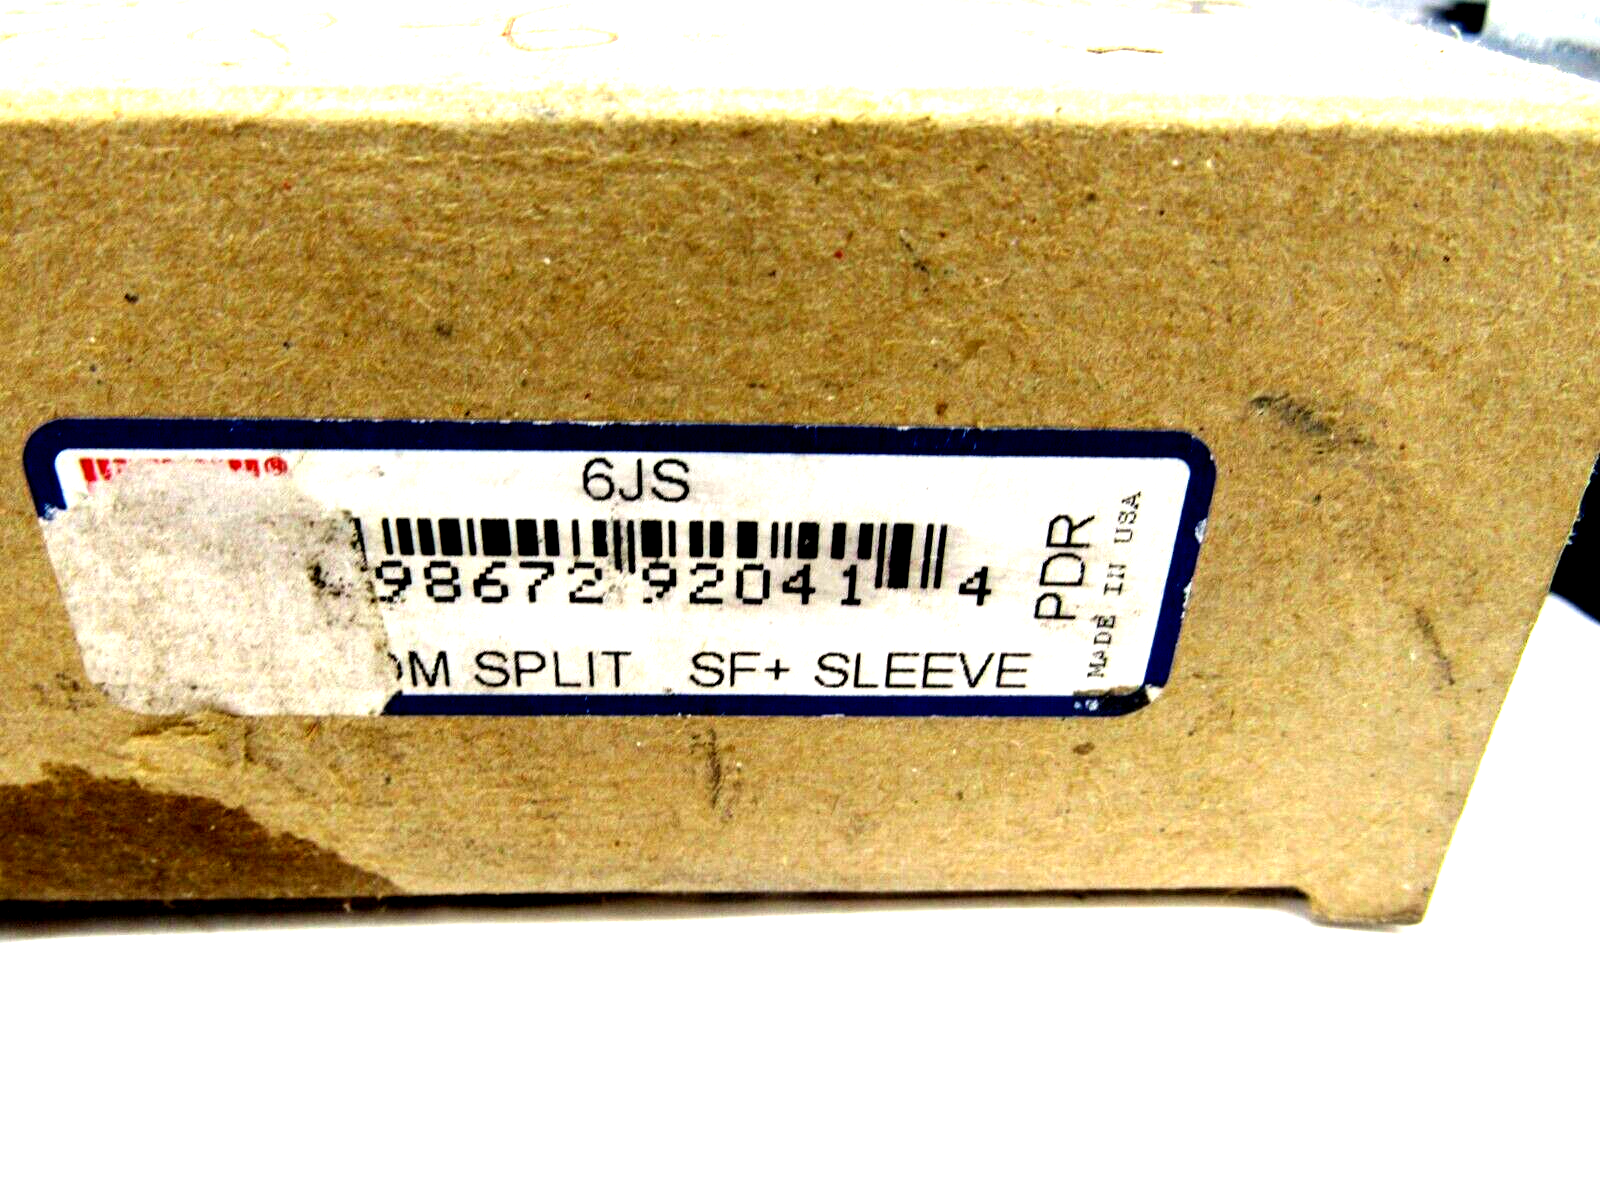 6JS
98672 92041 4
SPLIT SF+ SLEEVE
PDR
MADE IN USA